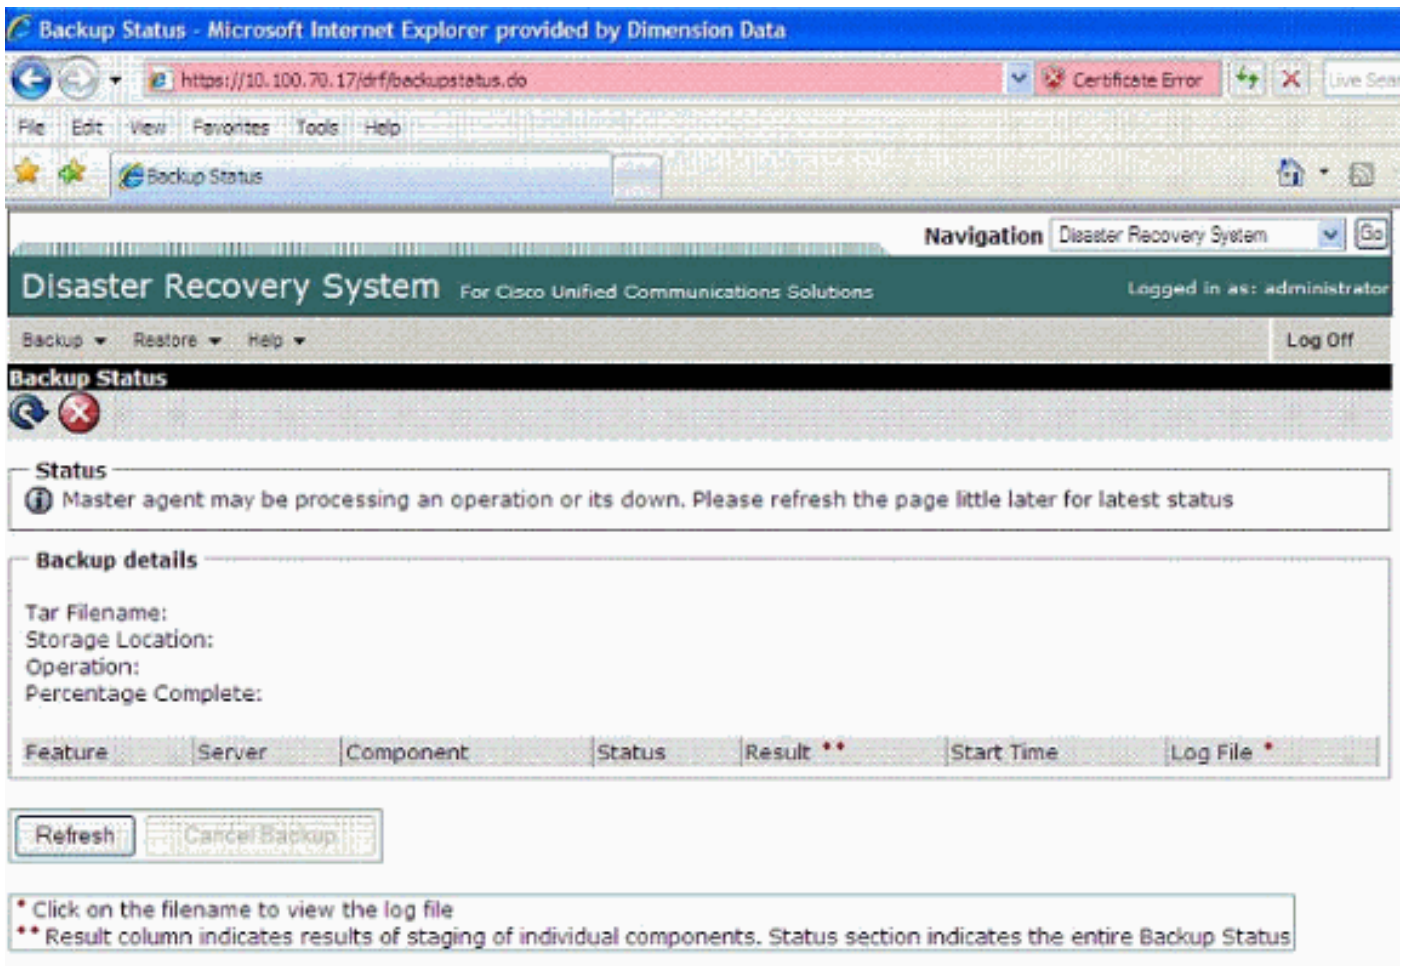 Backup Status - Microsoft Internet Explorer provided by Dimension Data
https://10.100.70.17/drf/backupstatus.do Certificate Error Live Sear
File Edit View Favorites Tools Help
Backup Status
Navigation Disaster Recovery System Go
Disaster Recovery System For Cisco Unified Communications Solutions Logged in as: administrator
Backup Restore Help Log Off
Backup Status
Status
Master agent may be processing an operation or its down. Please refresh the page little later for latest status
Backup details
Tar Filename:
Storage Location:
Operation:
Percentage Complete:
Feature Server Component Status Result ** Start Time Log File *
Refresh Cancel Backup
* Click on the filename to view the log file
** Result column indicates results of staging of individual components. Status section indicates the entire Backup Status